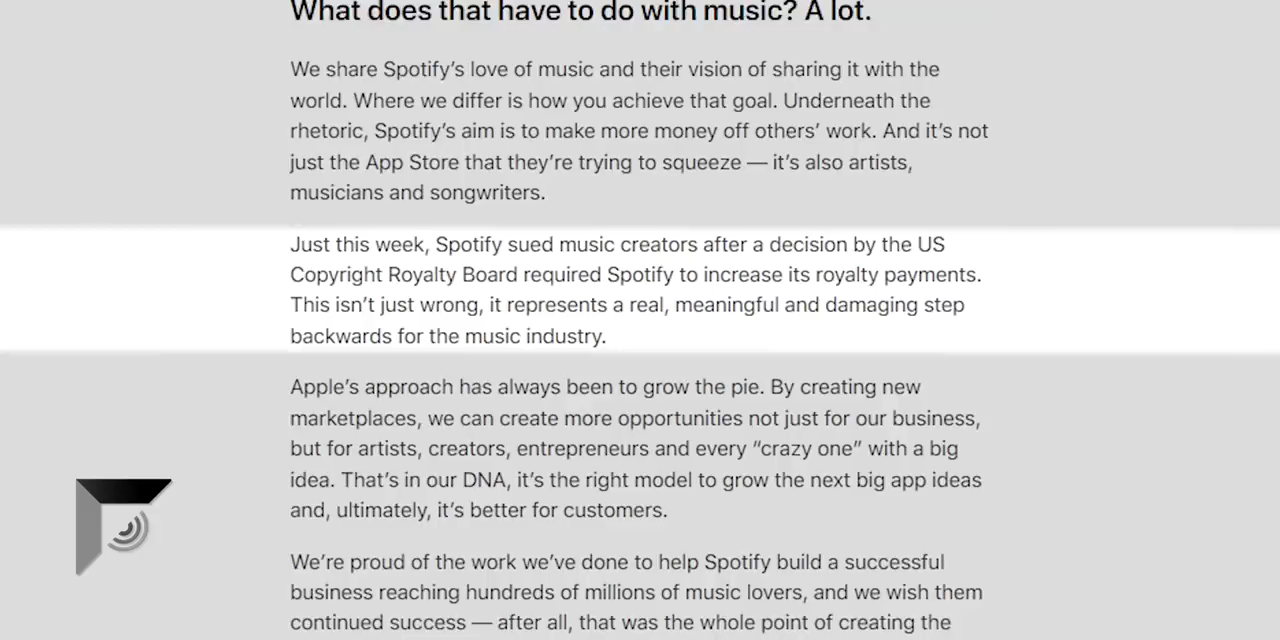 What does that have to do with music? A lot.
We share Spotify’s love of music and their vision of sharing it with the
world. Where we differ is how you achieve that goal. Underneath the
rhetoric, Spotify’s aim is to make more money off others’ work. And it’s not
just the App Store that they’re trying to squeeze — it’s also artists,
musicians and songwriters.
Just this week, Spotify sued music creators after a decision by the US
Copyright Royalty Board required Spotify to increase its royalty payments.
This isn’t just wrong, it represents a real, meaningful and damaging step
backwards for the music industry.
Apple’s approach has always been to grow the pie. By creating new
marketplaces, we can create more opportunities not just for our business,
but for artists, creators, entrepreneurs and every “crazy one” with a big
idea. That’s in our DNA, it’s the right model to grow the next big app ideas
and, ultimately, it’s better for customers.
We’re proud of the work we’ve done to help Spotify build a successful
business reaching hundreds of millions of music lovers, and we wish them
continued success — after all, that was the whole point of creating the